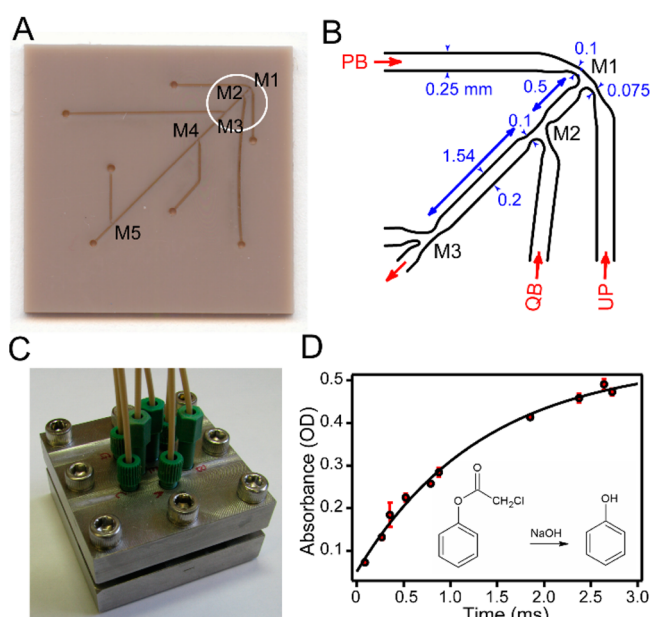 A
M1
M2
M3
M4
M5
B
PB
0.1
M1
0.25 mm
0.5
0.075
0.1
M2
1.54
0.2
M3
QB
UP
C
D
Absorbance (OD)
0.5
0.4
0.3
0.2
0.1
O
O
CH₂Cl
NaOH
OH
0 0.5 1.0 1.5 2.0 2.5 3.0
Time (ms)